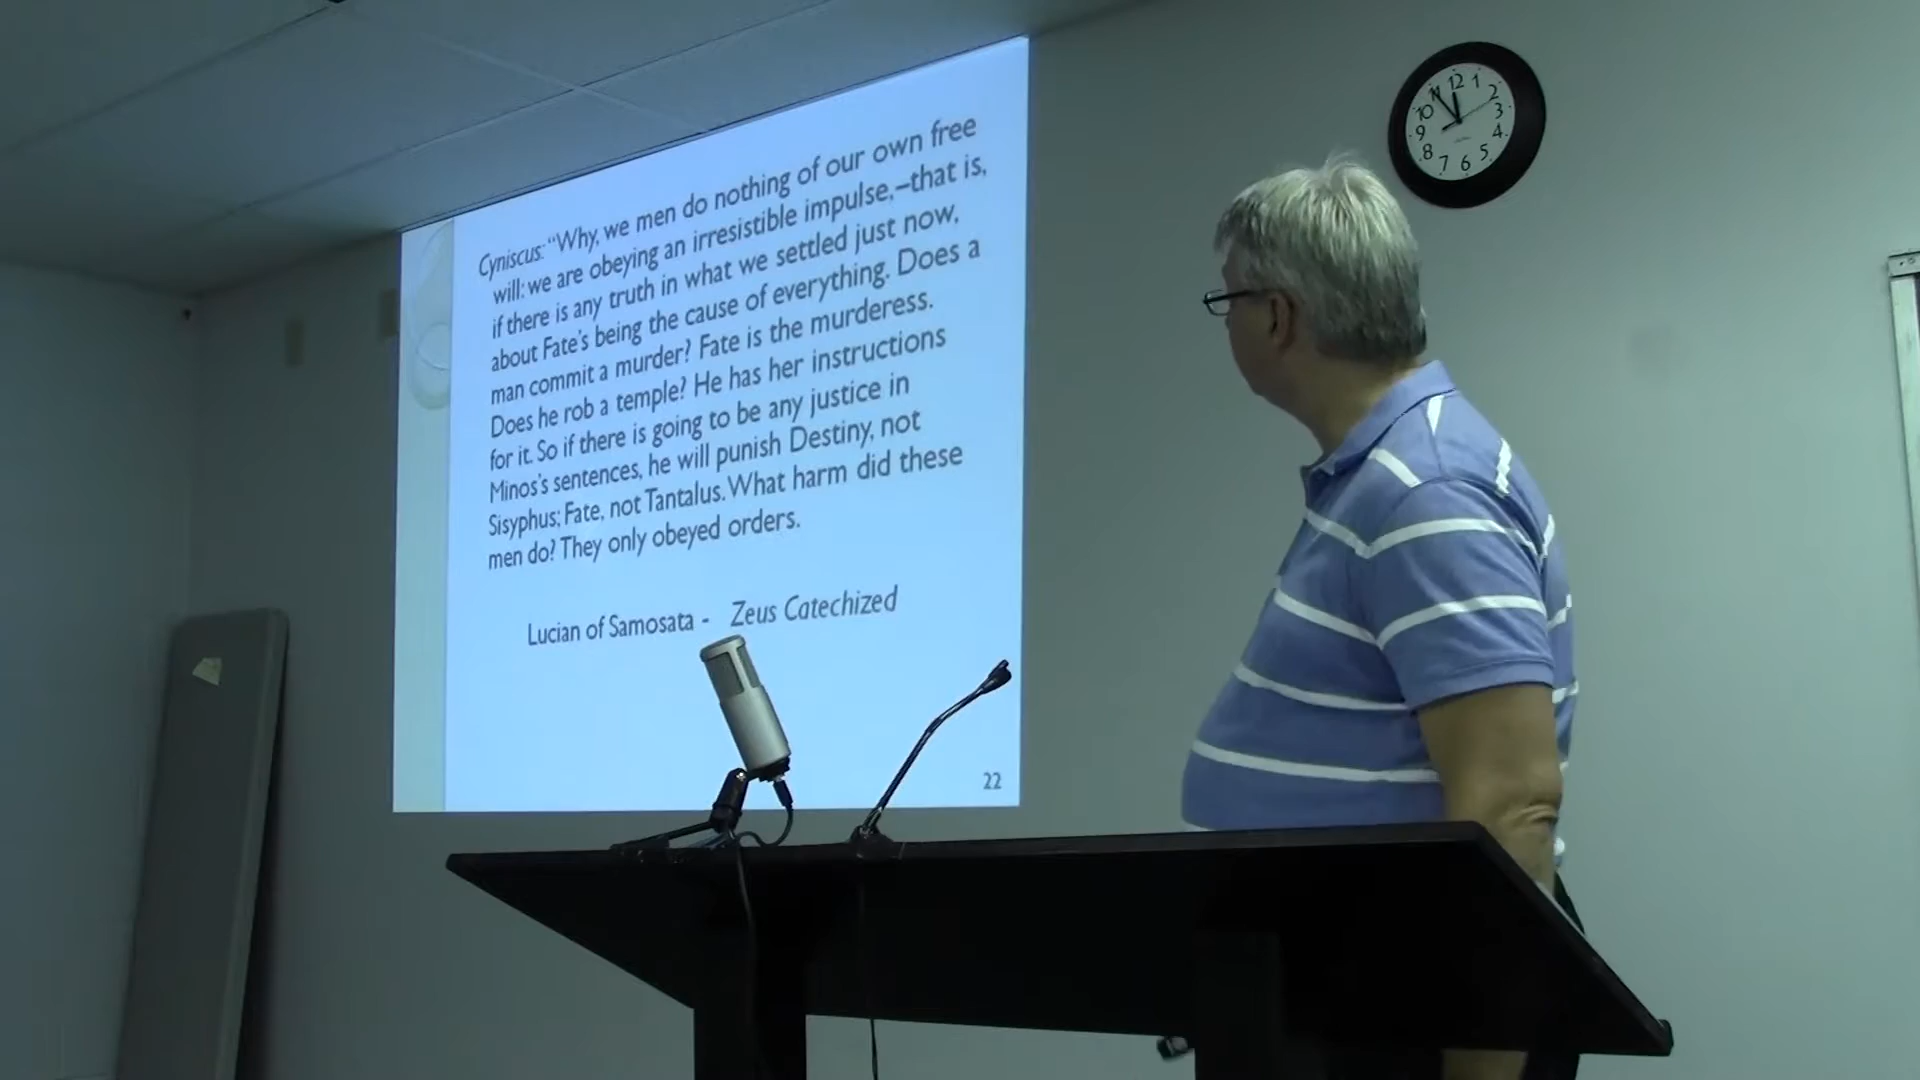 Cyniscus: “Why, we men do nothing of our own free
will: we are obeying an irresistible impulse,–that is,
if there is any truth in what we settled just now,
about Fate's being the cause of everything. Does a
man commit a murder? Fate is the murderess.
Does he rob a temple? He has her instructions
for it. So if there is going to be any justice in
Minos's sentences, he will punish Destiny, not
Sisyphus; Fate, not Tantalus. What harm did these
men do? They only obeyed orders.
Lucian of Samosata - Zeus Catechized
22
12
1
2
3
4
5
6
7
8
9
10
11